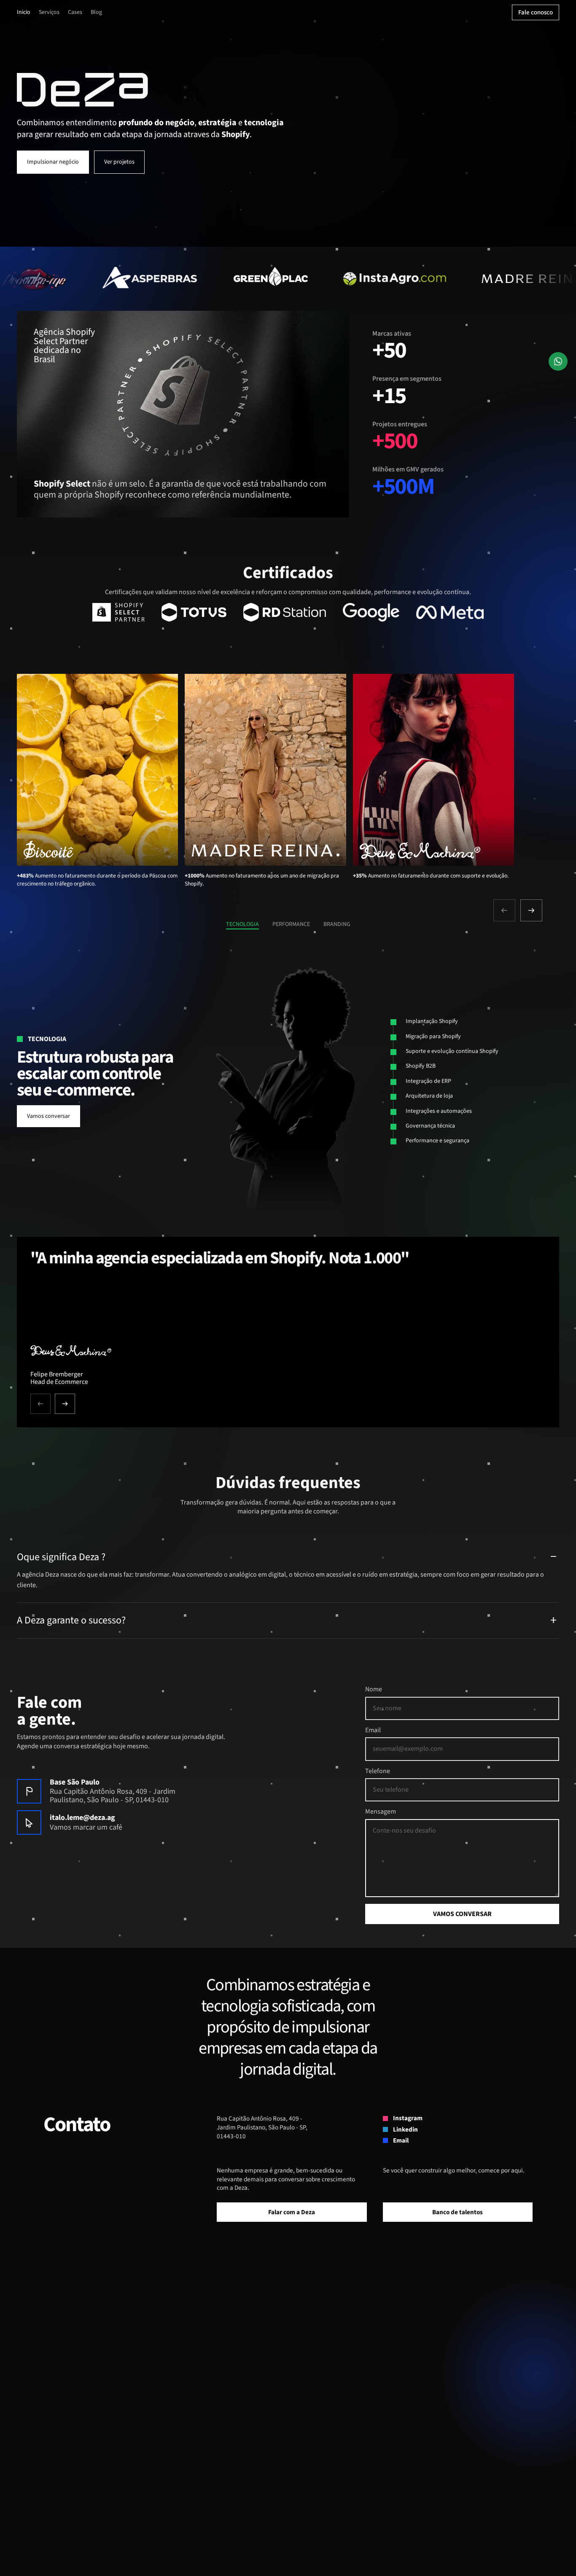 Inicio
Serviços
Cases
Blog
Fale conosco
DeZa
Combinamos entendimento profundo do negócio, estratégia e tecnologia
para gerar resultado em cada etapa da jornada atraves da Shopify.
Impulsionar negócio
Ver projetos
ASPERBRAS
GREEN PLAC
InstaAgro.com
MADRE REIN
Agência Shopify
Select Partner
dedicada no
Brasil
SHOPIFY SELECT PARTNER SHOPIFY SELECT PARTNER
Shopify Select não é um selo. É a garantia de que você está trabalhando com
quem a própria Shopify reconhece como referência mundialmente.
Marcas ativas
+50
Presença em segmentos
+15
Projetos entregues
+500
Milhões em GMV gerados
+500M
Certificados
Certificações que validam nosso nível de excelência e reforçam o compromisso com qualidade, performance e evolução contínua.
SHOPIFY
SELECT
PARTNER
TOTVS
RD Station
Google
Meta
Biscoitê
MADRE REINA.
Deus Ex Machina
+483% Aumento no faturamento durante o período da Páscoa com
crescimento no tráfego orgânico.
+1000% Aumento no faturamento apos um ano de migração pra
Shopify.
+35% Aumento no faturamento durante com suporte e evolução.
TECNOLOGIA
PERFORMANCE
BRANDING
TECNOLOGIA
Estrutura robusta para
escalar com controle
seu e-commerce.
Vamos conversar
Implantação Shopify
Migração para Shopify
Suporte e evolução contínua Shopify
Shopify B2B
Integração de ERP
Arquitetura de loja
Integrações e automações
Governança técnica
Performance e segurança
"A minha agencia especializada em Shopify. Nota 1.000"
Deus Ex Machina
Felipe Bremberger
Head de Ecommerce
Dúvidas frequentes
Transformação gera dúvidas. É normal. Aqui estão as respostas para o que a
maioria pergunta antes de começar.
Oque significa Deza ?
A agência Deza nasce do que ela mais faz: transformar. Atua convertendo o analógico em digital, o técnico em acessível e o ruído em estratégia, sempre com foco em gerar resultado para o
cliente.
A Deza garante o sucesso?
Fale com
a gente.
Estamos prontos para entender seu desafio e acelerar sua jornada digital.
Agende uma conversa estratégica hoje mesmo.
Base São Paulo
Rua Capitão Antônio Rosa, 409 - Jardim
Paulistano, São Paulo - SP, 01443-010
italo.leme@deza.ag
Vamos marcar um café
Nome
Seu nome
Email
seuemail@exemplo.com
Telefone
Seu telefone
Mensagem
Conte-nos seu desafio
VAMOS CONVERSAR
Combinamos estratégia e
tecnologia sofisticada, com
propósito de impulsionar
empresas em cada etapa da
jornada digital.
Contato
Rua Capitão Antônio Rosa, 409 -
Jardim Paulistano, São Paulo - SP,
01443-010
Instagram
Linkedin
Email
Nenhuma empresa é grande, bem-sucedida ou
relevante demais para conversar sobre crescimento
com a Deza.
Falar com a Deza
Se você quer construir algo melhor, comece por aqui.
Banco de talentos